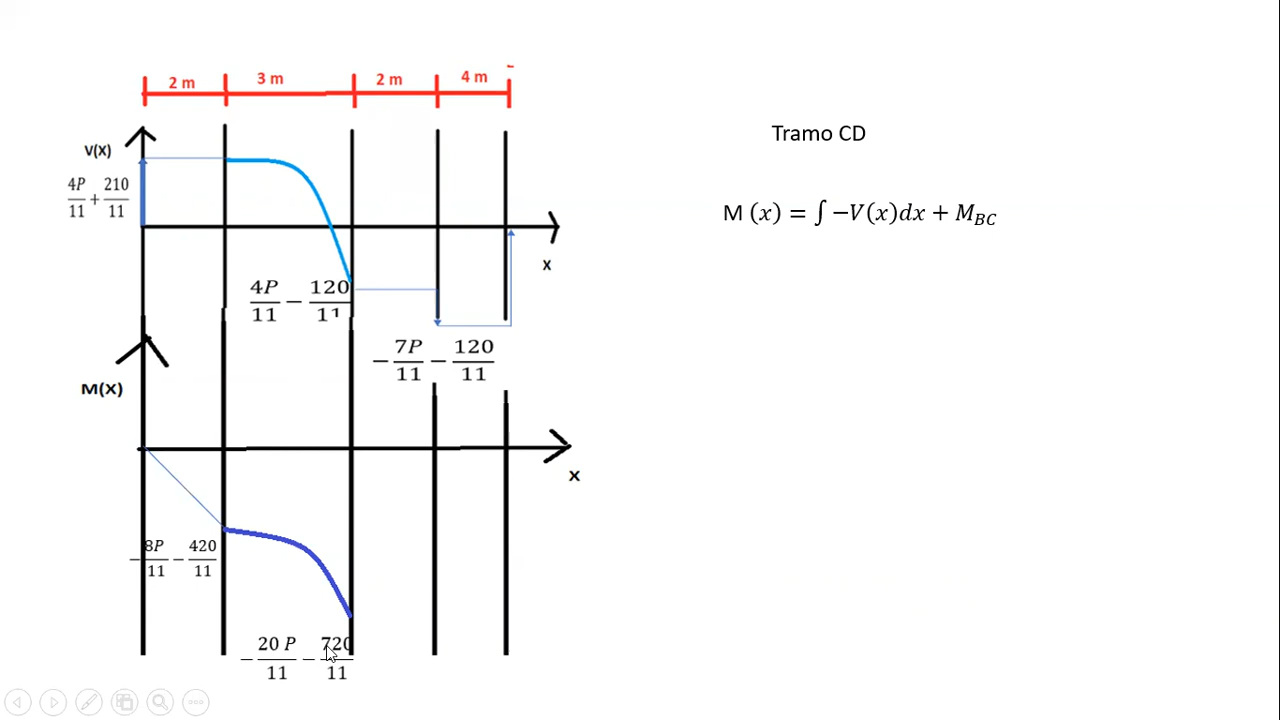 2 m 3 m 2 m 4 m
V(X)
4P/11 + 210/11
X
4P/11 − 120/11
−7P/11 − 120/11
M(X)
X
−8P/11 − 420/11
−20 P/11 − 720/11
Tramo CD
M (x) = ∫ −V(x)dx + M_BC